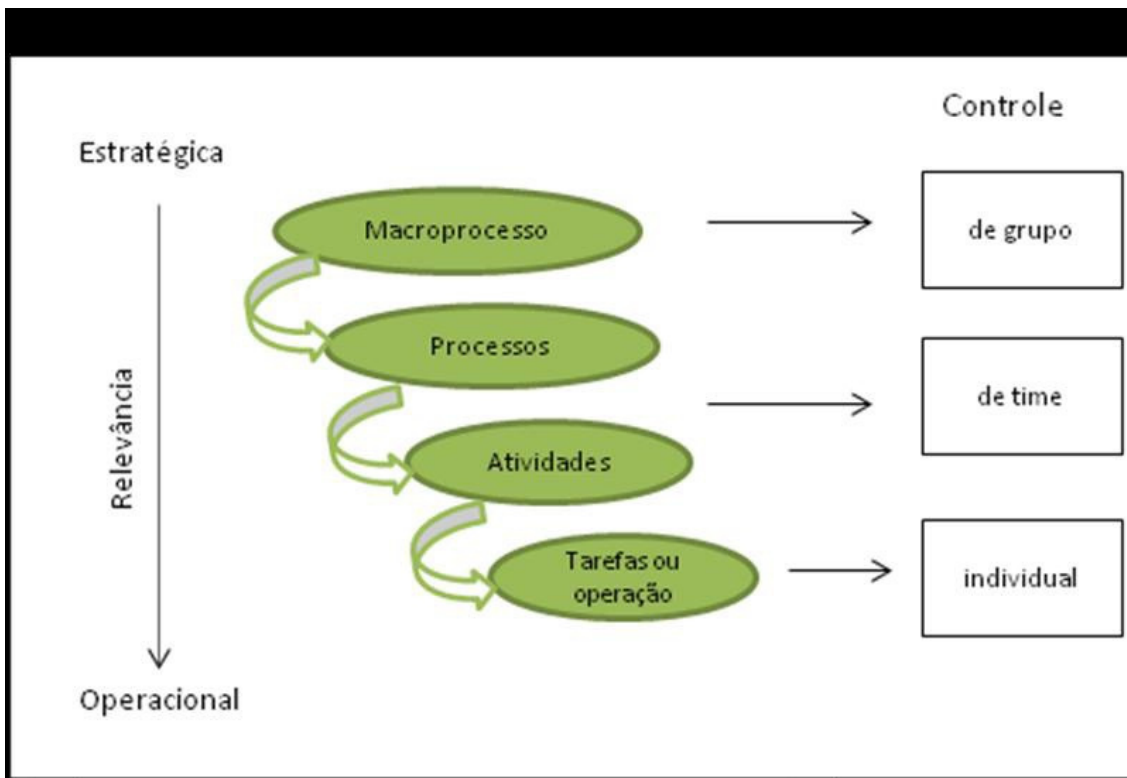 Controle
Estratégica
Macroprocesso
de grupo
Processos
de time
Relevância
Atividades
Tarefas ou
operação
individual
Operacional